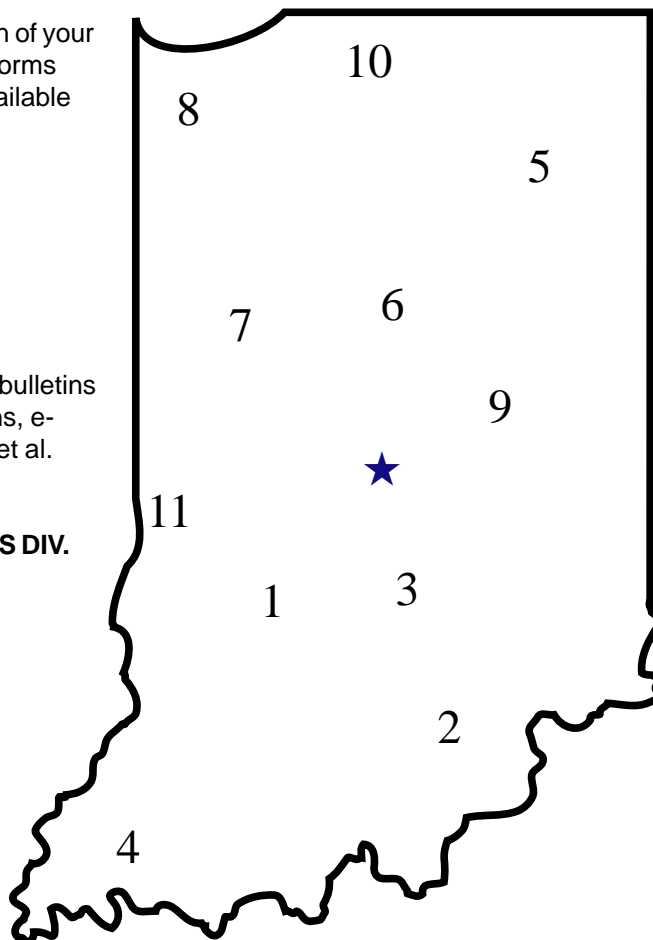 n of your
orms
ailable
bulletins
ns, e-
et al.
S DIV.
10
8
5
6
7
9
11
3
1
2
4